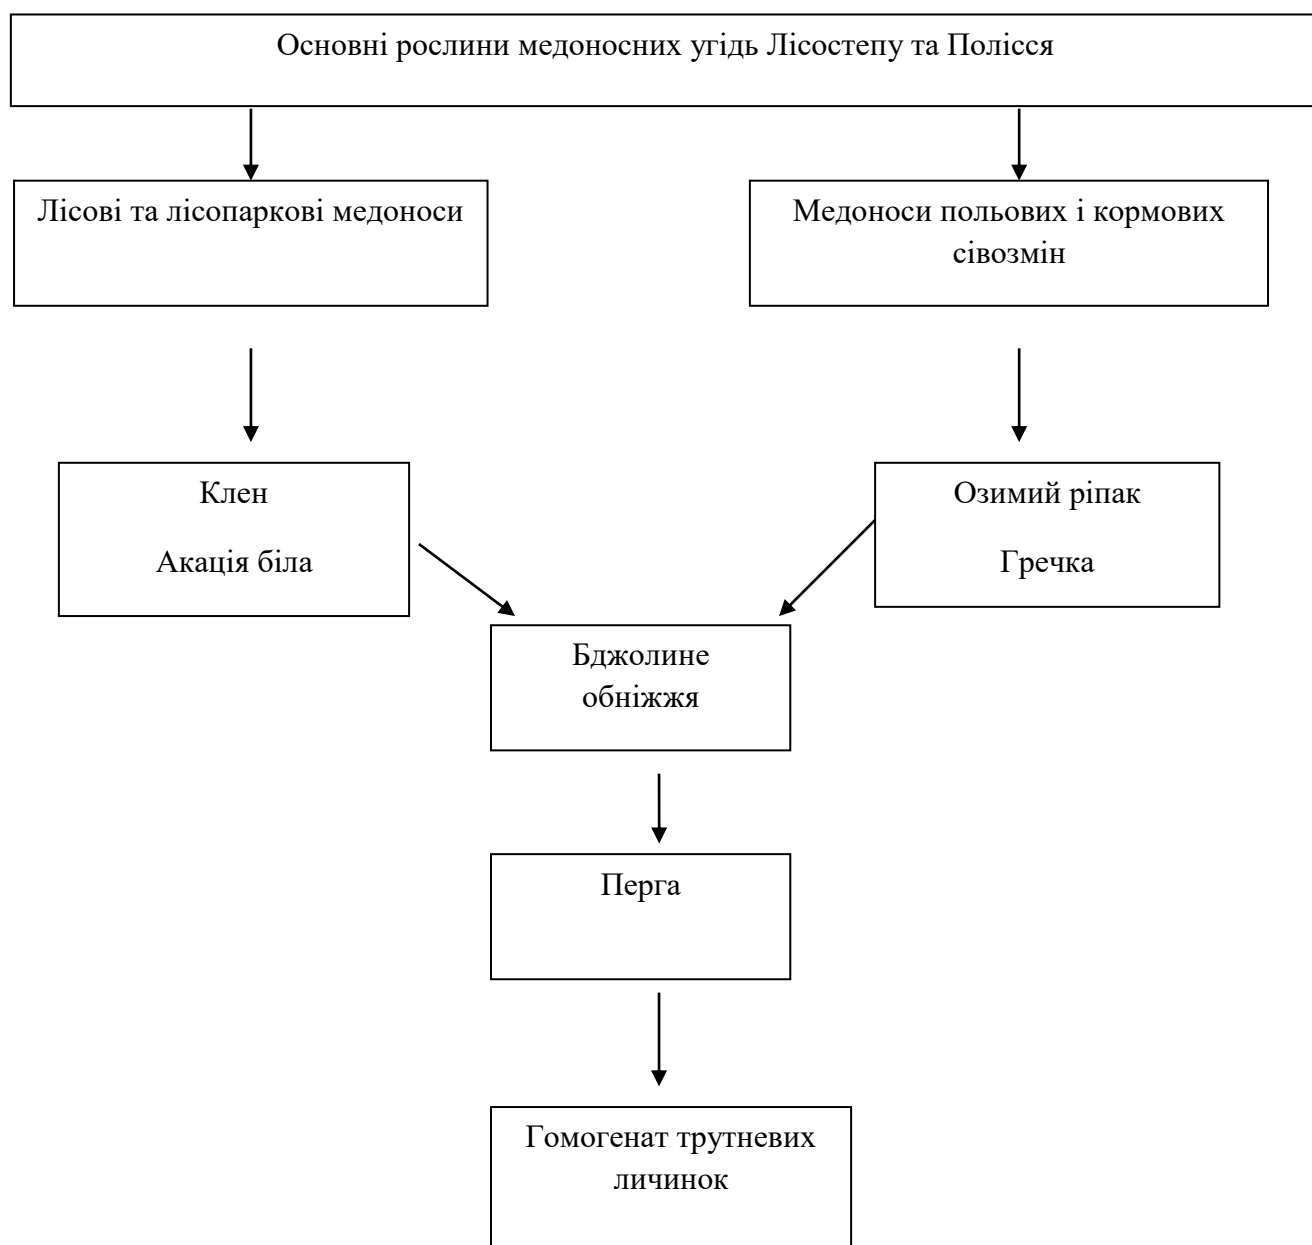 Основні рослини медоносних угідь Лісостепу та Полісся
Лісові та лісопаркові медоноси
Медоноси польових і кормових
сівозмін
Клен
Акація біла
Озимий ріпак
Гречка
Бджолине
обніжжя
Перга
Гомогенат трутневих
личинок